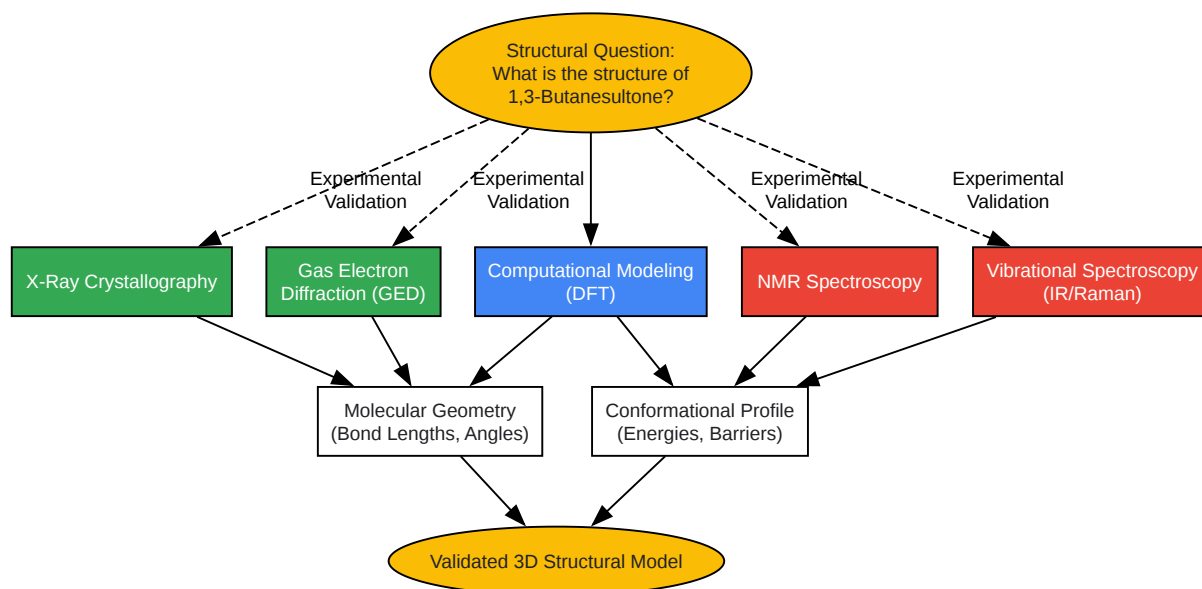 Structural Question:
What is the structure of
1,3-Butanesultone?
Experimental
Validation
Experimental
Validation
Experimental
Validation
Experimental
Validation
X-Ray Crystallography
Gas Electron
Diffraction (GED)
Computational Modeling
(DFT)
NMR Spectroscopy
Vibrational Spectroscopy
(IR/Raman)
Molecular Geometry
(Bond Lengths, Angles)
Conformational Profile
(Energies, Barriers)
Validated 3D Structural Model